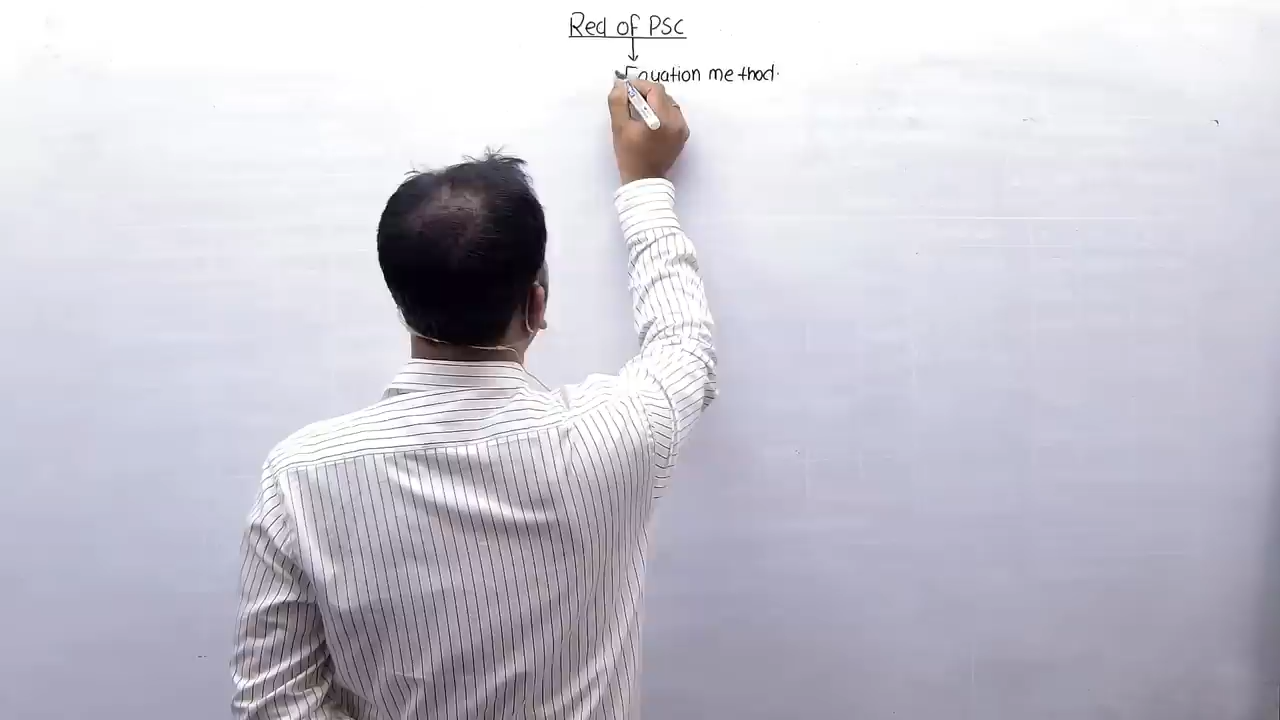 Red of PSC
Equation method.